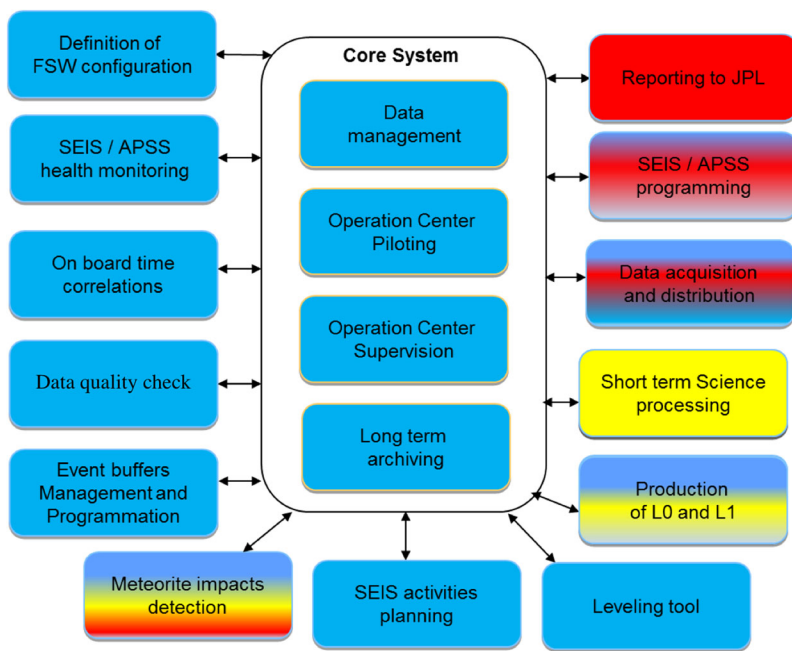 Definition of
FSW configuration
SEIS / APSS
health monitoring
On board time
correlations
Data quality check
Event buffers
Management and
Programmation
Core System
Data
management
Operation Center
Piloting
Operation Center
Supervision
Long term
archiving
Reporting to JPL
SEIS / APSS
programming
Data acquisition
and distribution
Short term Science
processing
Production
of L0 and L1
Meteorite impacts
detection
SEIS activities
planning
Leveling tool